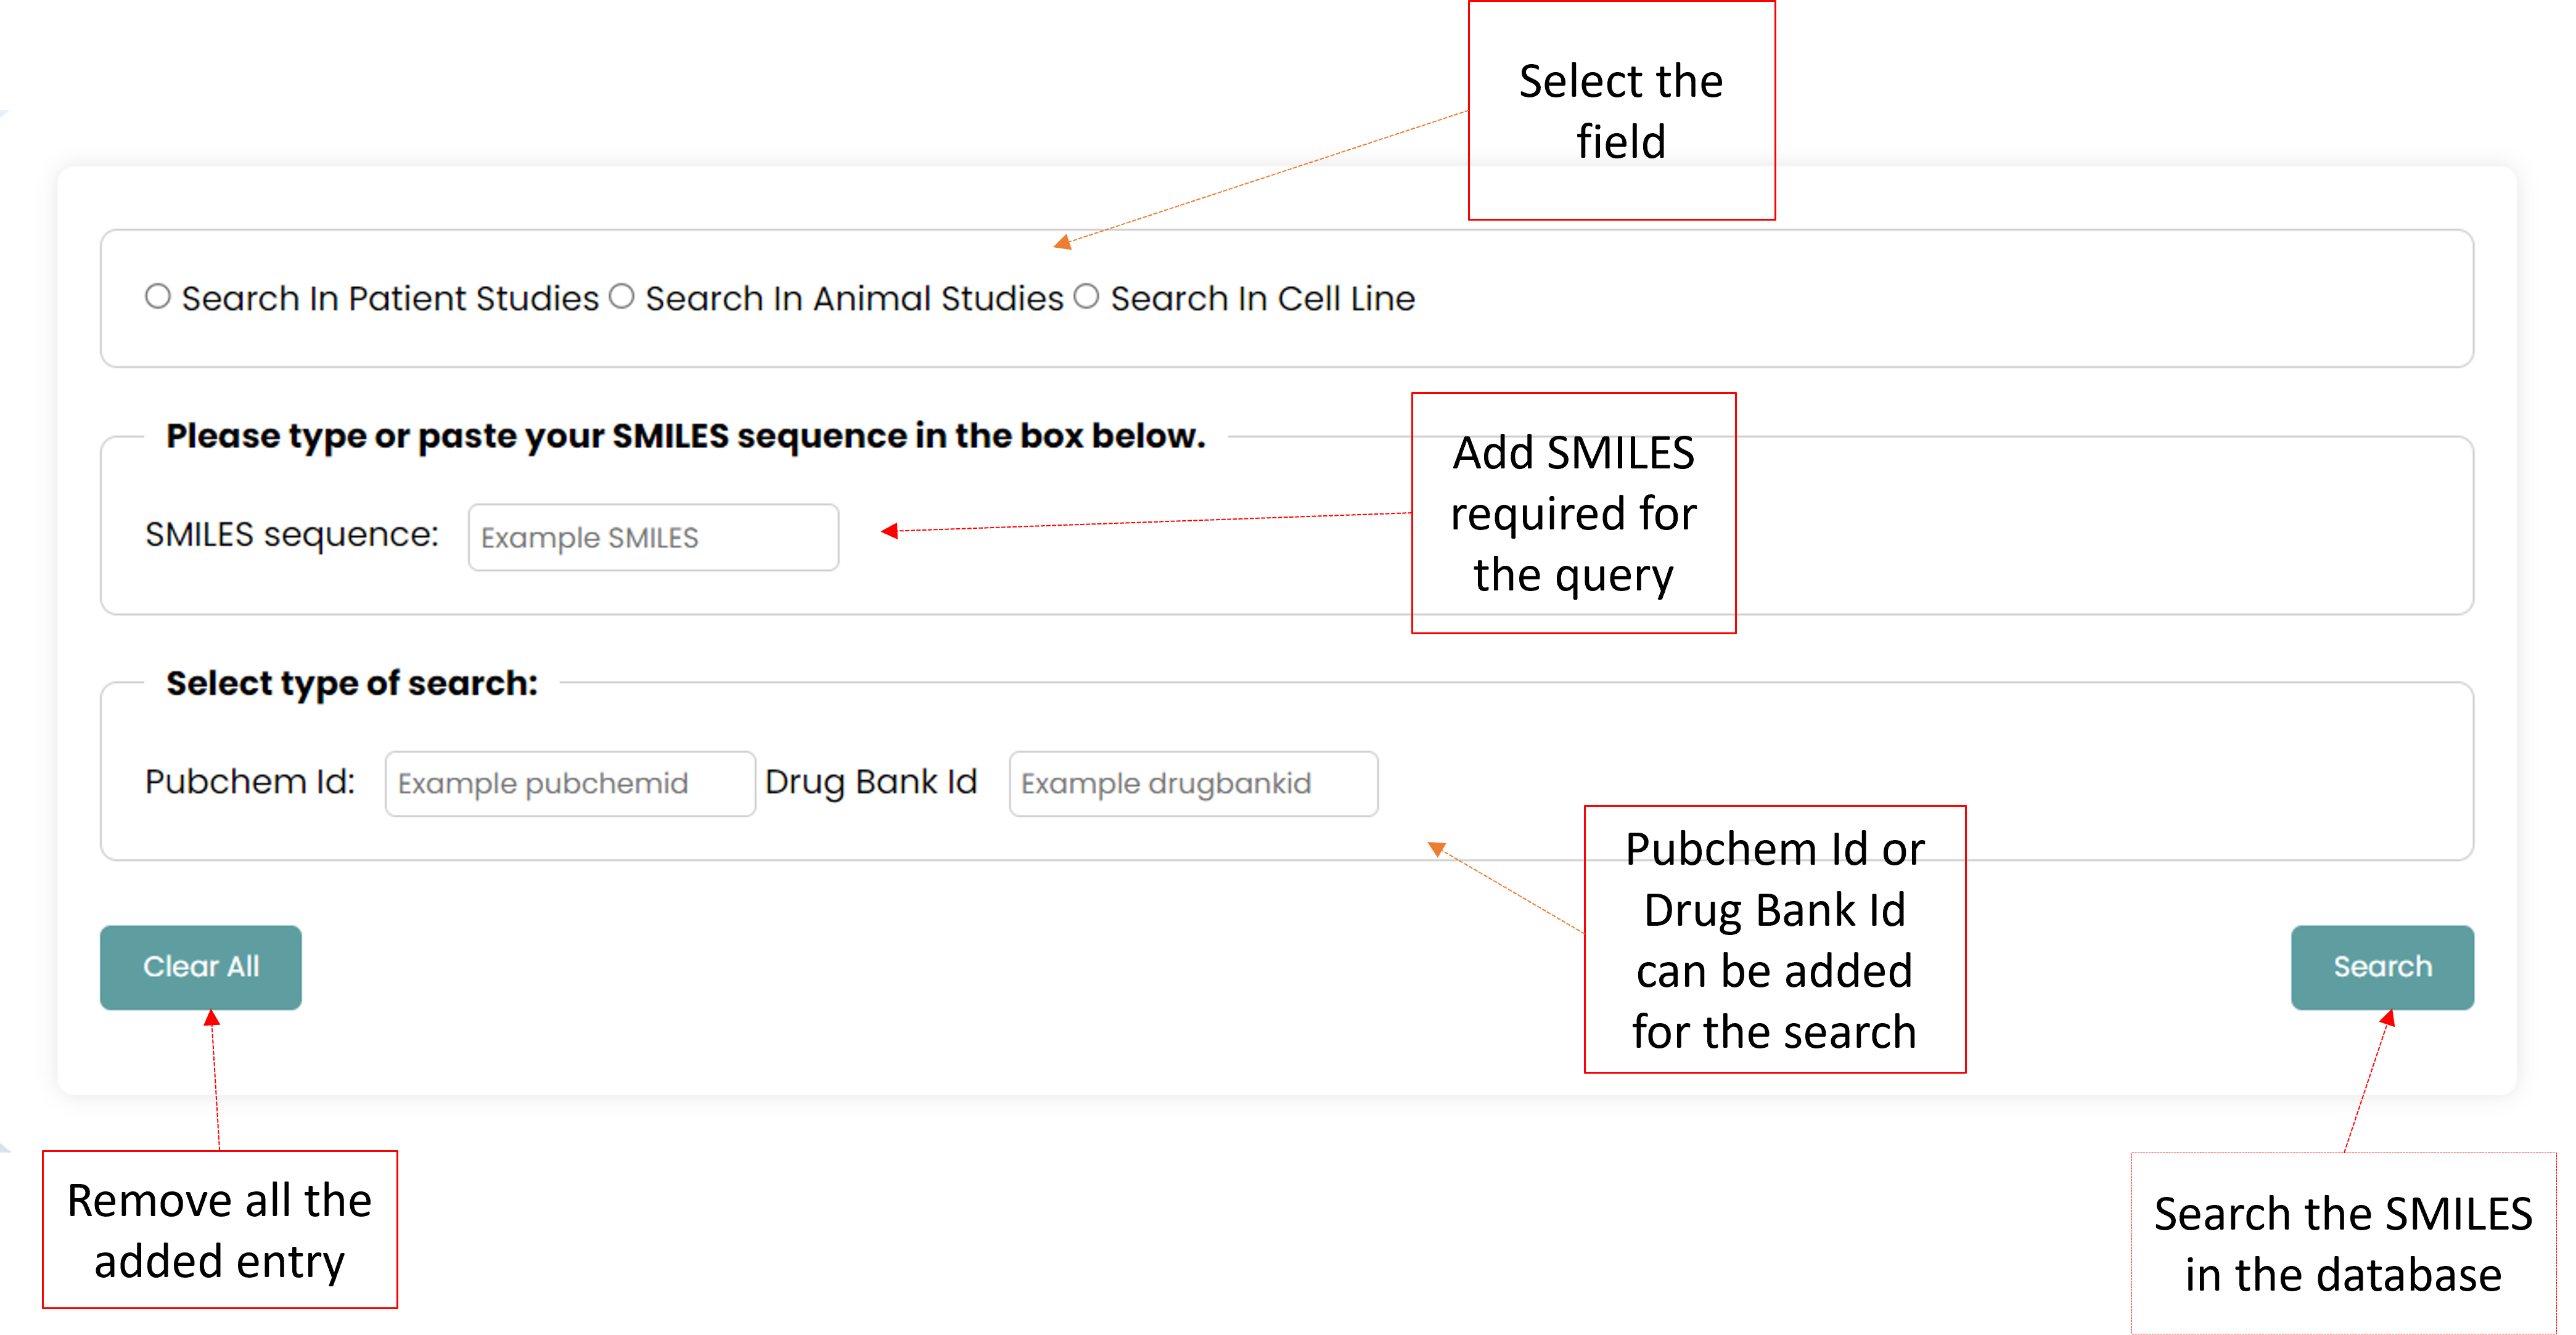 Select the
field
Search In Patient Studies Search In Animal Studies Search In Cell Line
Please type or paste your SMILES sequence in the box below.
SMILES sequence: Example SMILES
Add SMILES
required for
the query
Select type of search:
Pubchem Id: Example pubchemid Drug Bank Id Example drugbankid
Pubchem Id or
Drug Bank Id
can be added
for the search
Clear All
Search
Remove all the
added entry
Search the SMILES
in the database